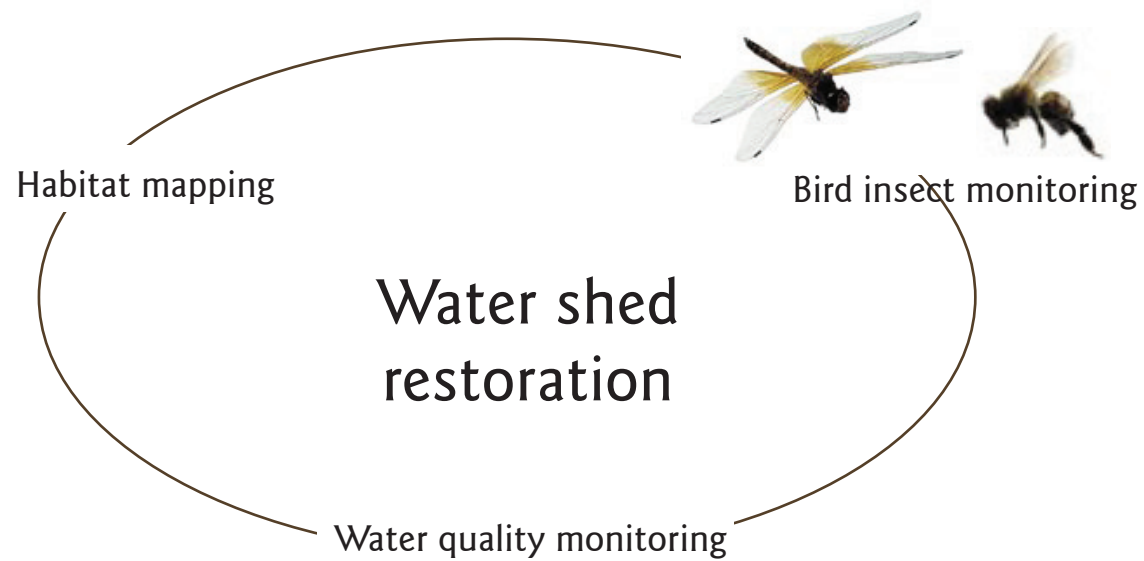 Habitat mapping
Bird insect monitoring
Water shed
restoration
Water quality monitoring